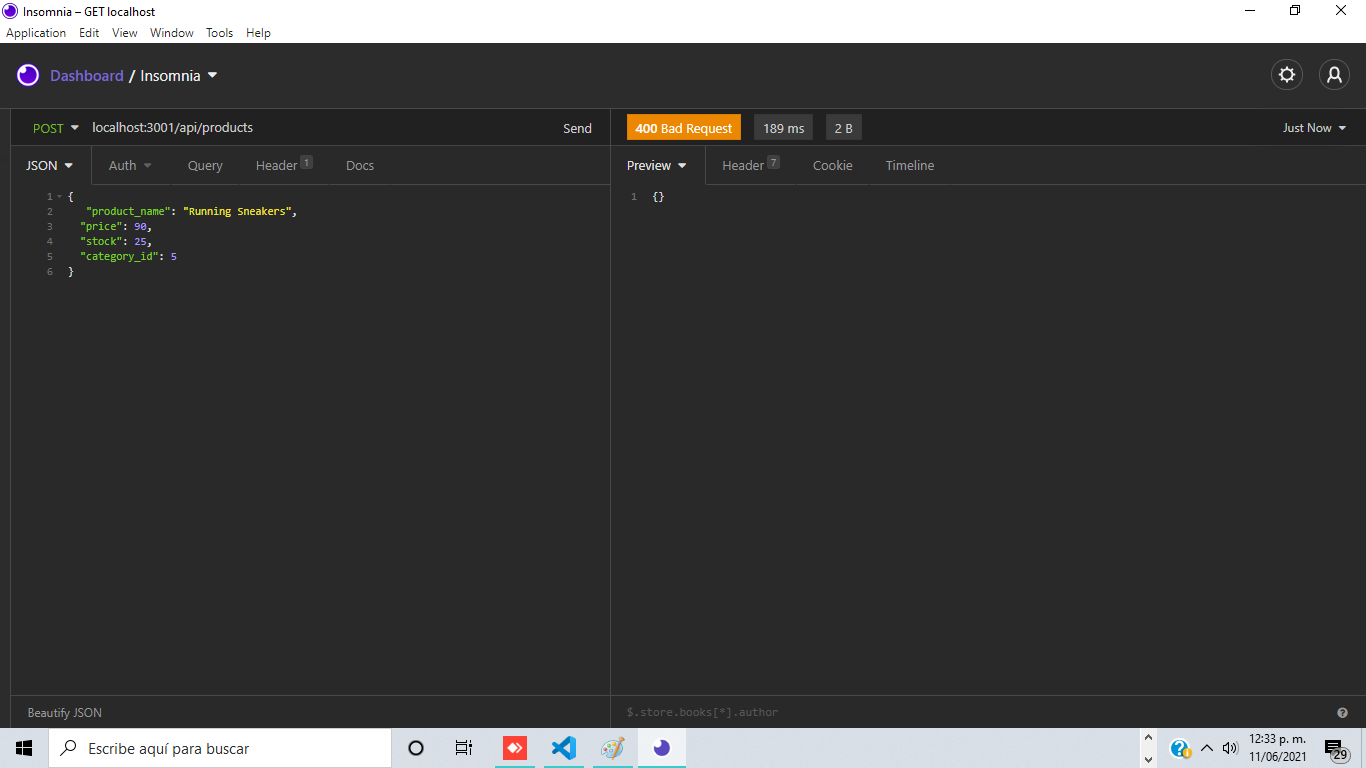 Insomnia – GET localhost
Application Edit View Window Tools Help
Dashboard / Insomnia
POST localhost:3001/api/products Send
400 Bad Request 189 ms 2 B Just Now
JSON Auth Query Header 1 Docs
Preview Header 7 Cookie Timeline
1 {
2 "product_name": "Running Sneakers",
3 "price": 90,
4 "stock": 25,
5 "category_id": 5
6 }
1 {}
Beautify JSON
$.store.books[*].author
Escribe aquí para buscar
12:33 p. m.
11/06/2021
29